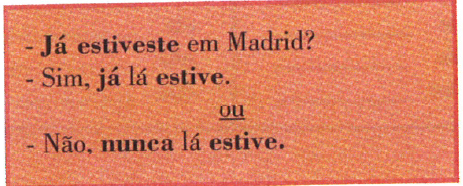 - Já estiveste em Madrid?
- Sim, já lá estive.
ou
- Não, nunca lá estive.